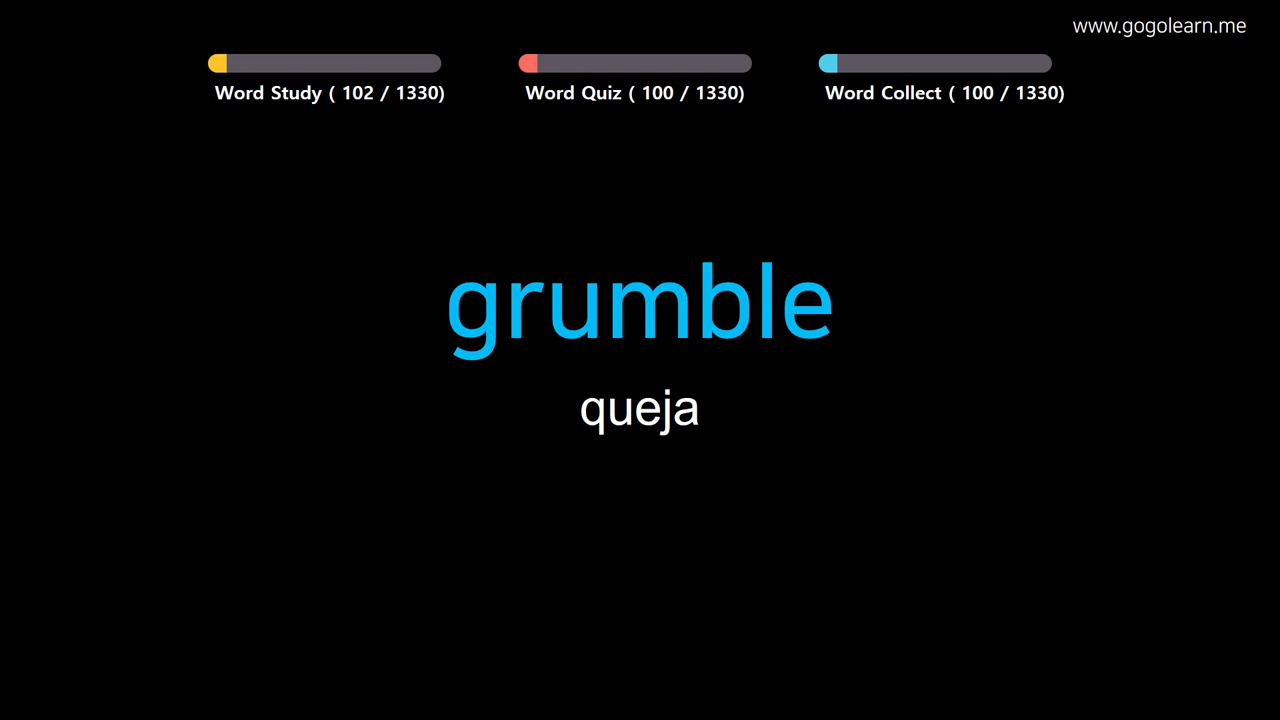 www.gogolearn.me
Word Study ( 102 / 1330)
Word Quiz ( 100 / 1330)
Word Collect ( 100 / 1330)
grumble
queja